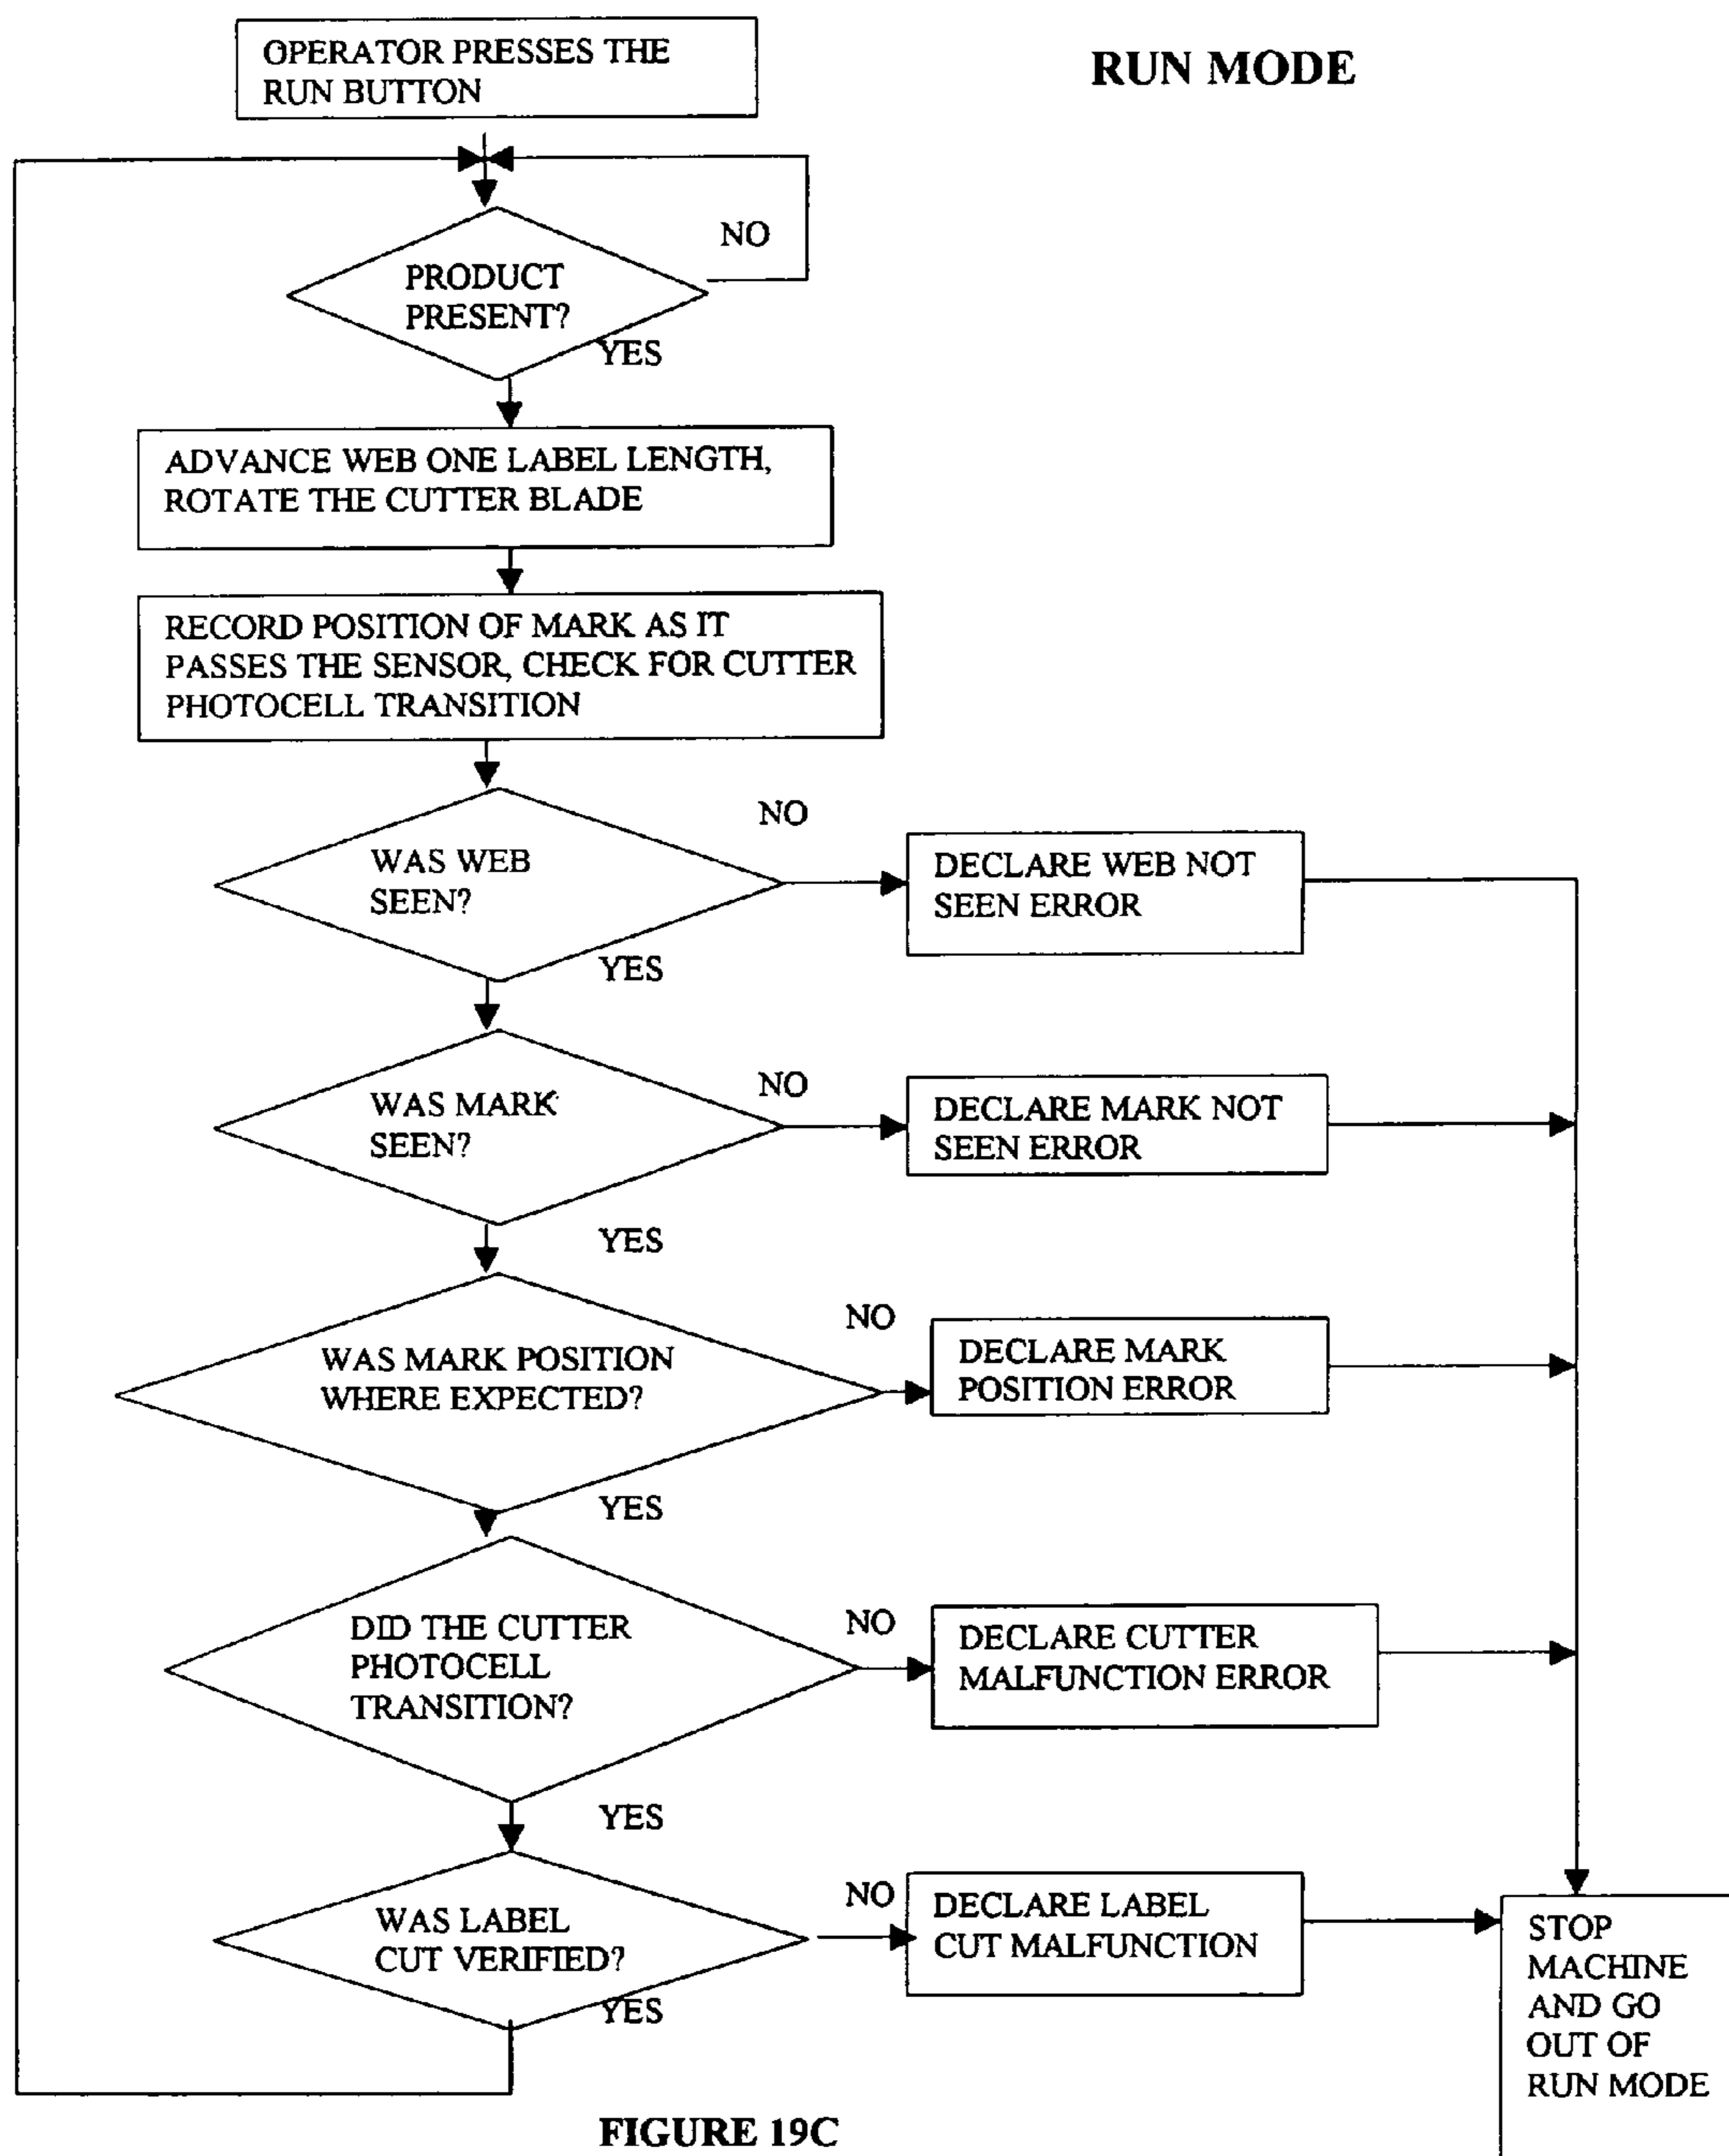 OPERATOR PRESSES THE
RUN BUTTON
RUN MODE
NO
PRODUCT
PRESENT?
YES
ADVANCE WEB ONE LABEL LENGTH,
ROTATE THE CUTTER BLADE
RECORD POSITION OF MARK AS IT
PASSES THE SENSOR, CHECK FOR CUTTER
PHOTOCELL TRANSITION
NO
WAS WEB
SEEN?
DECLARE WEB NOT
SEEN ERROR
YES
NO
WAS MARK
SEEN?
DECLARE MARK NOT
SEEN ERROR
YES
NO
WAS MARK POSITION
WHERE EXPECTED?
DECLARE MARK
POSITION ERROR
YES
NO
DID THE CUTTER
PHOTOCELL
TRANSITION?
DECLARE CUTTER
MALFUNCTION ERROR
YES
NO
WAS LABEL
CUT VERIFIED?
DECLARE LABEL
CUT MALFUNCTION
YES
STOP
MACHINE
AND GO
OUT OF
RUN MODE
FIGURE 19C